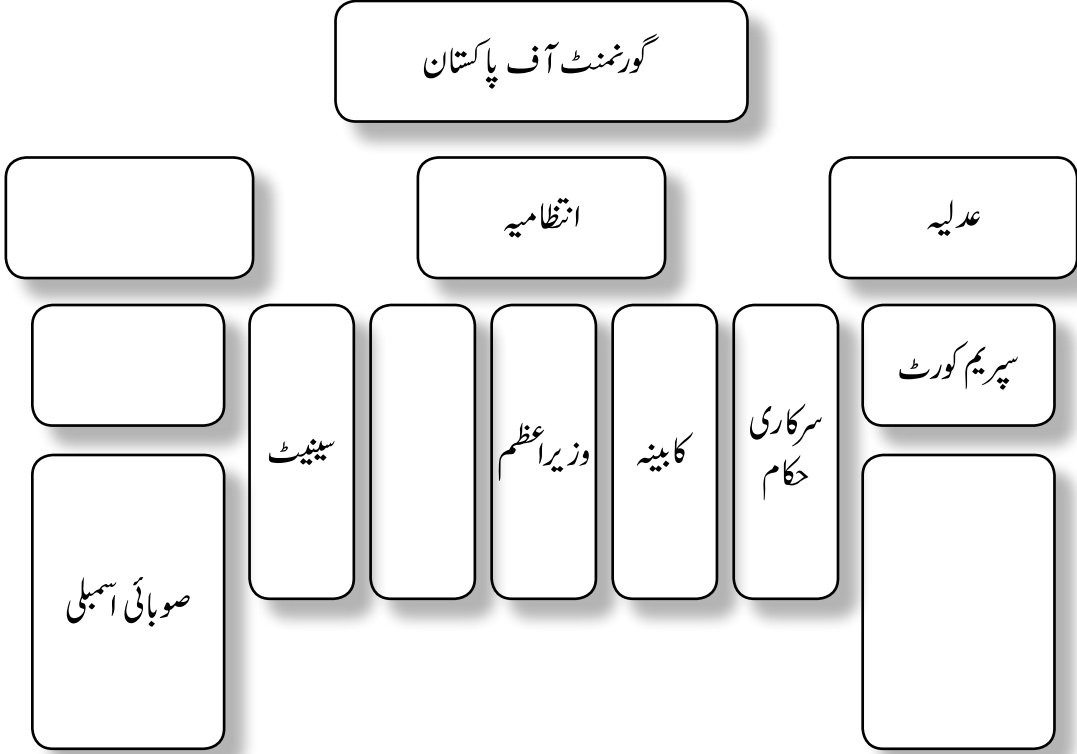 گورنمنٹ آف پاکستان
عدلیہ
انتظامیہ
سپریم کورٹ
سرکاری
حکام
کابینہ
وزیراعظم
سینیٹ
صوبائی اسمبلی